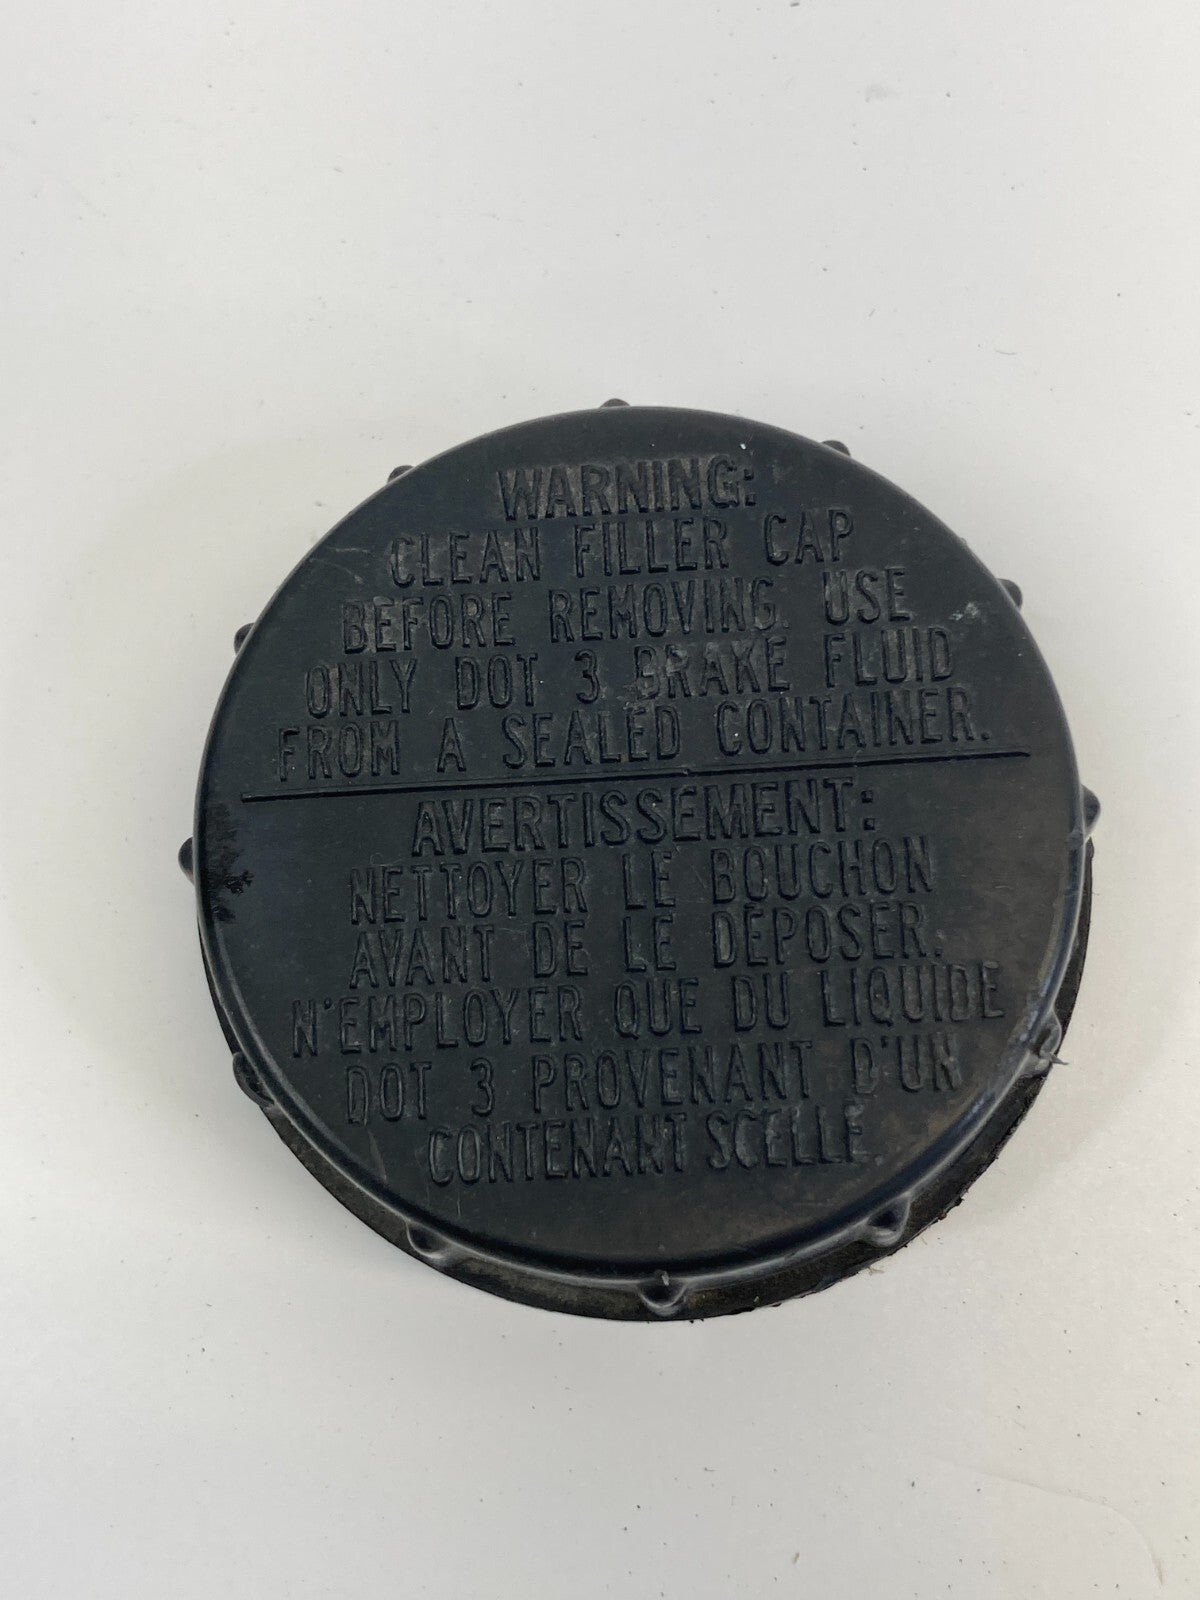 WARNING:
CLEAN FILLER CAP
BEFORE REMOVING. USE
ONLY DOT 3 BRAKE FLUID
FROM A SEALED CONTAINER.
AVERTISSEMENT:
NETTOYER LE BOUCHON
AVANT DE LE DÉPOSER.
N'EMPLOYER QUE DU LIQUIDE
DOT 3 PROVENANT D'UN
CONTENANT SCELLE.